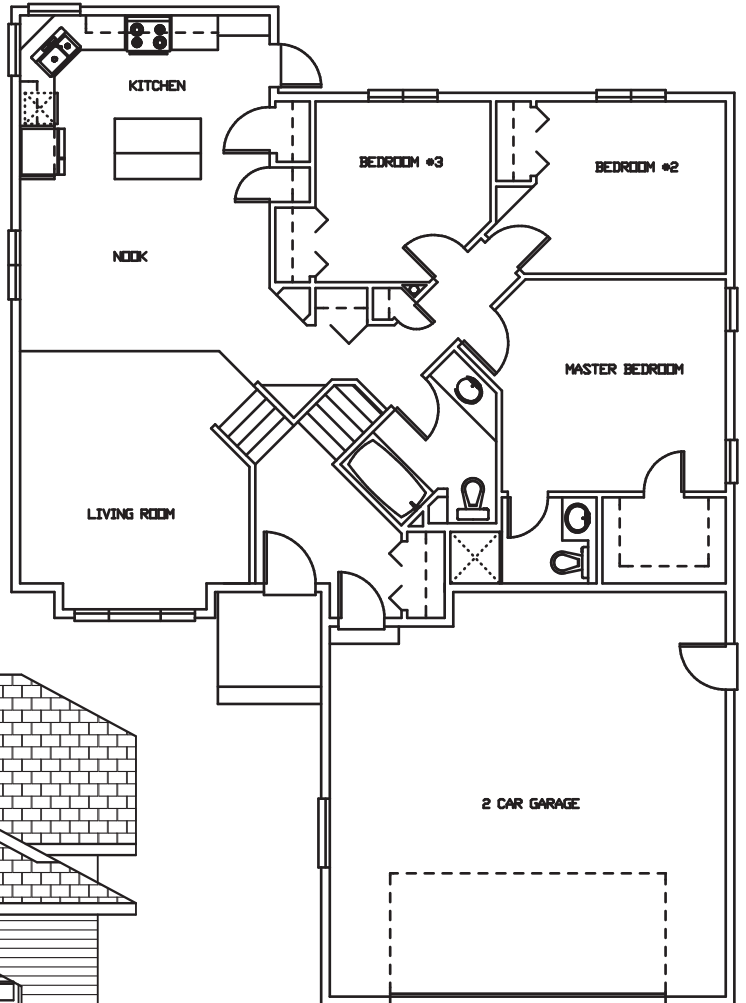 KITCHEN
BEDROOM #3
BEDROOM #2
NOOK
MASTER BEDROOM
LIVING ROOM
2 CAR GARAGE